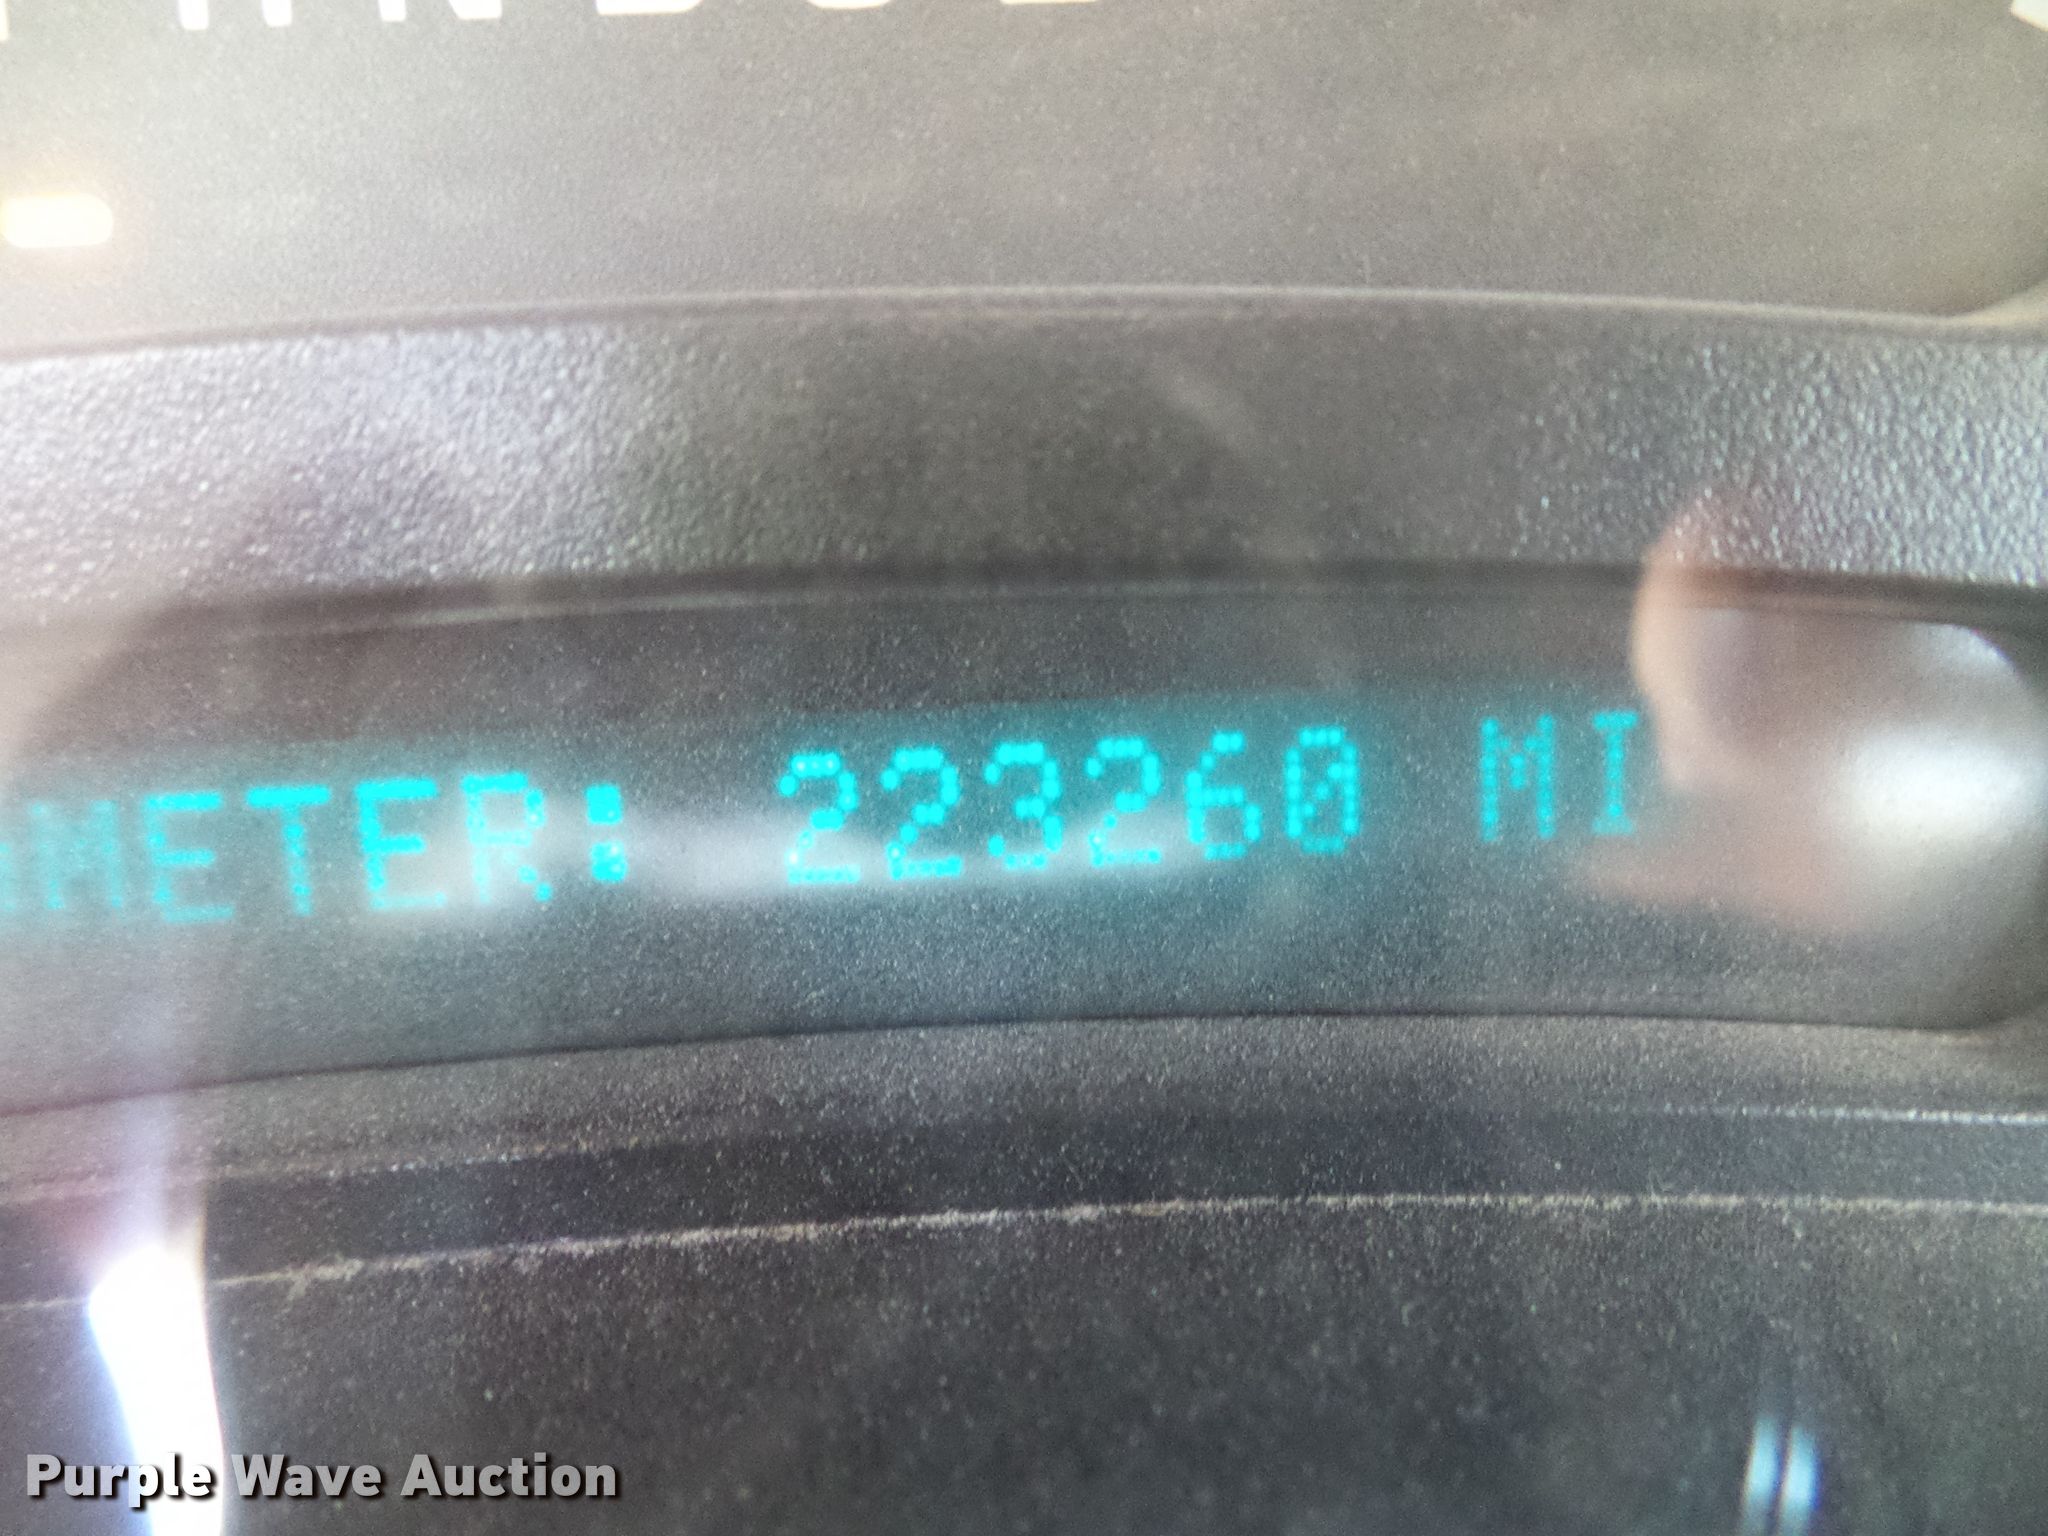 METER: 223260 MI
Purple Wave Auction